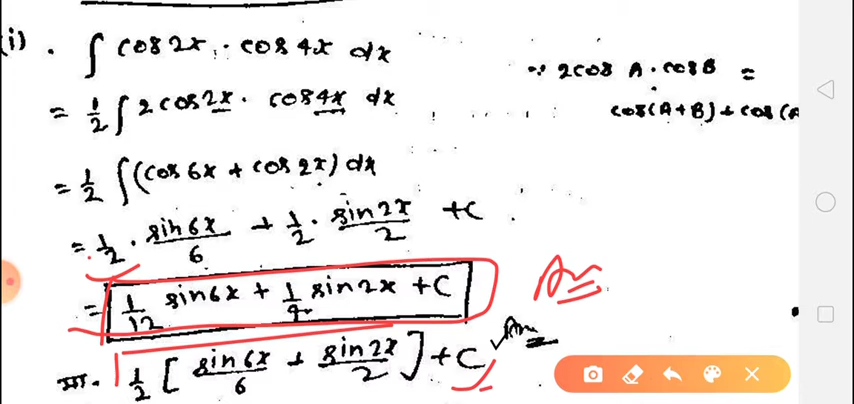 (i). ∫ cos 2x · cos 4x dx
∵ 2cos A · cos B =
= 1/2 ∫ 2 cos 2x · cos 4x dx
cos(A+B) + cos(A
= 1/2 ∫ (cos 6x + cos 2x) dx
= 1/2 · sin 6x / 6 + 1/2 · sin 2x / 2 + C
= 1/12 sin 6x + 1/4 sin 2x + C Ans
1/2 [ sin 6x / 6 + sin 2x / 2 ] + C Ans